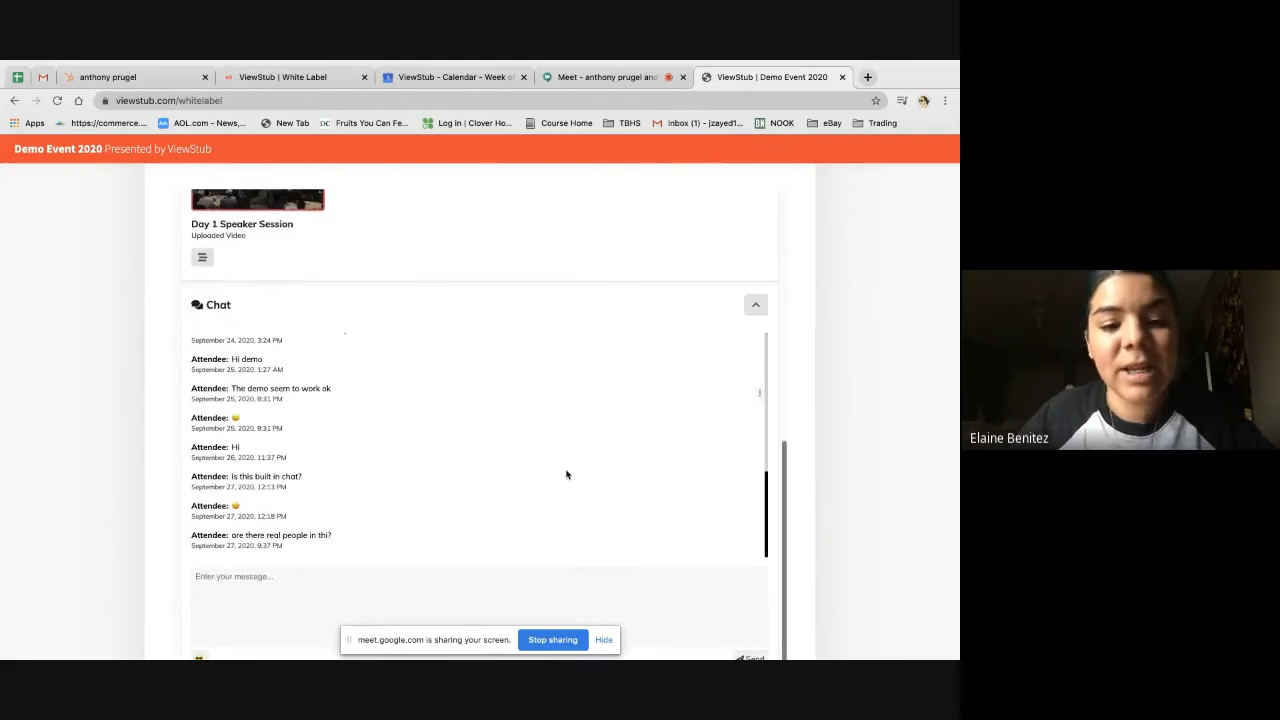 anthony prugel
ViewStub | White Label
ViewStub - Calendar - Week o
Meet - anthony prugel and
ViewStub | Demo Event 2020
viewstub.com/whitelabel
Apps
https://commerce....
AOL.com - News,...
New Tab
DC Fruits You Can Fe...
Log in | Clover Ho...
Course Home
TBHS
Inbox (1) - jzayed1...
NOOK
eBay
Trading
Demo Event 2020 Presented by ViewStub
Day 1 Speaker Session
Uploaded Video
Chat
September 24, 2020, 3:24 PM
Attendee: Hi demo
September 25, 2020, 1:27 AM
Attendee: The demo seem to work ok
September 25, 2020, 8:31 PM
Attendee:
September 25, 2020, 8:31 PM
Attendee: Hi
September 26, 2020, 11:37 PM
Attendee: Is this built in chat?
September 27, 2020, 12:13 PM
Attendee:
September 27, 2020, 12:18 PM
Attendee: are there real people in thi?
September 27, 2020, 9:37 PM
Enter your message...
meet.google.com is sharing your screen.
Stop sharing
Hide
Send
Elaine Benitez